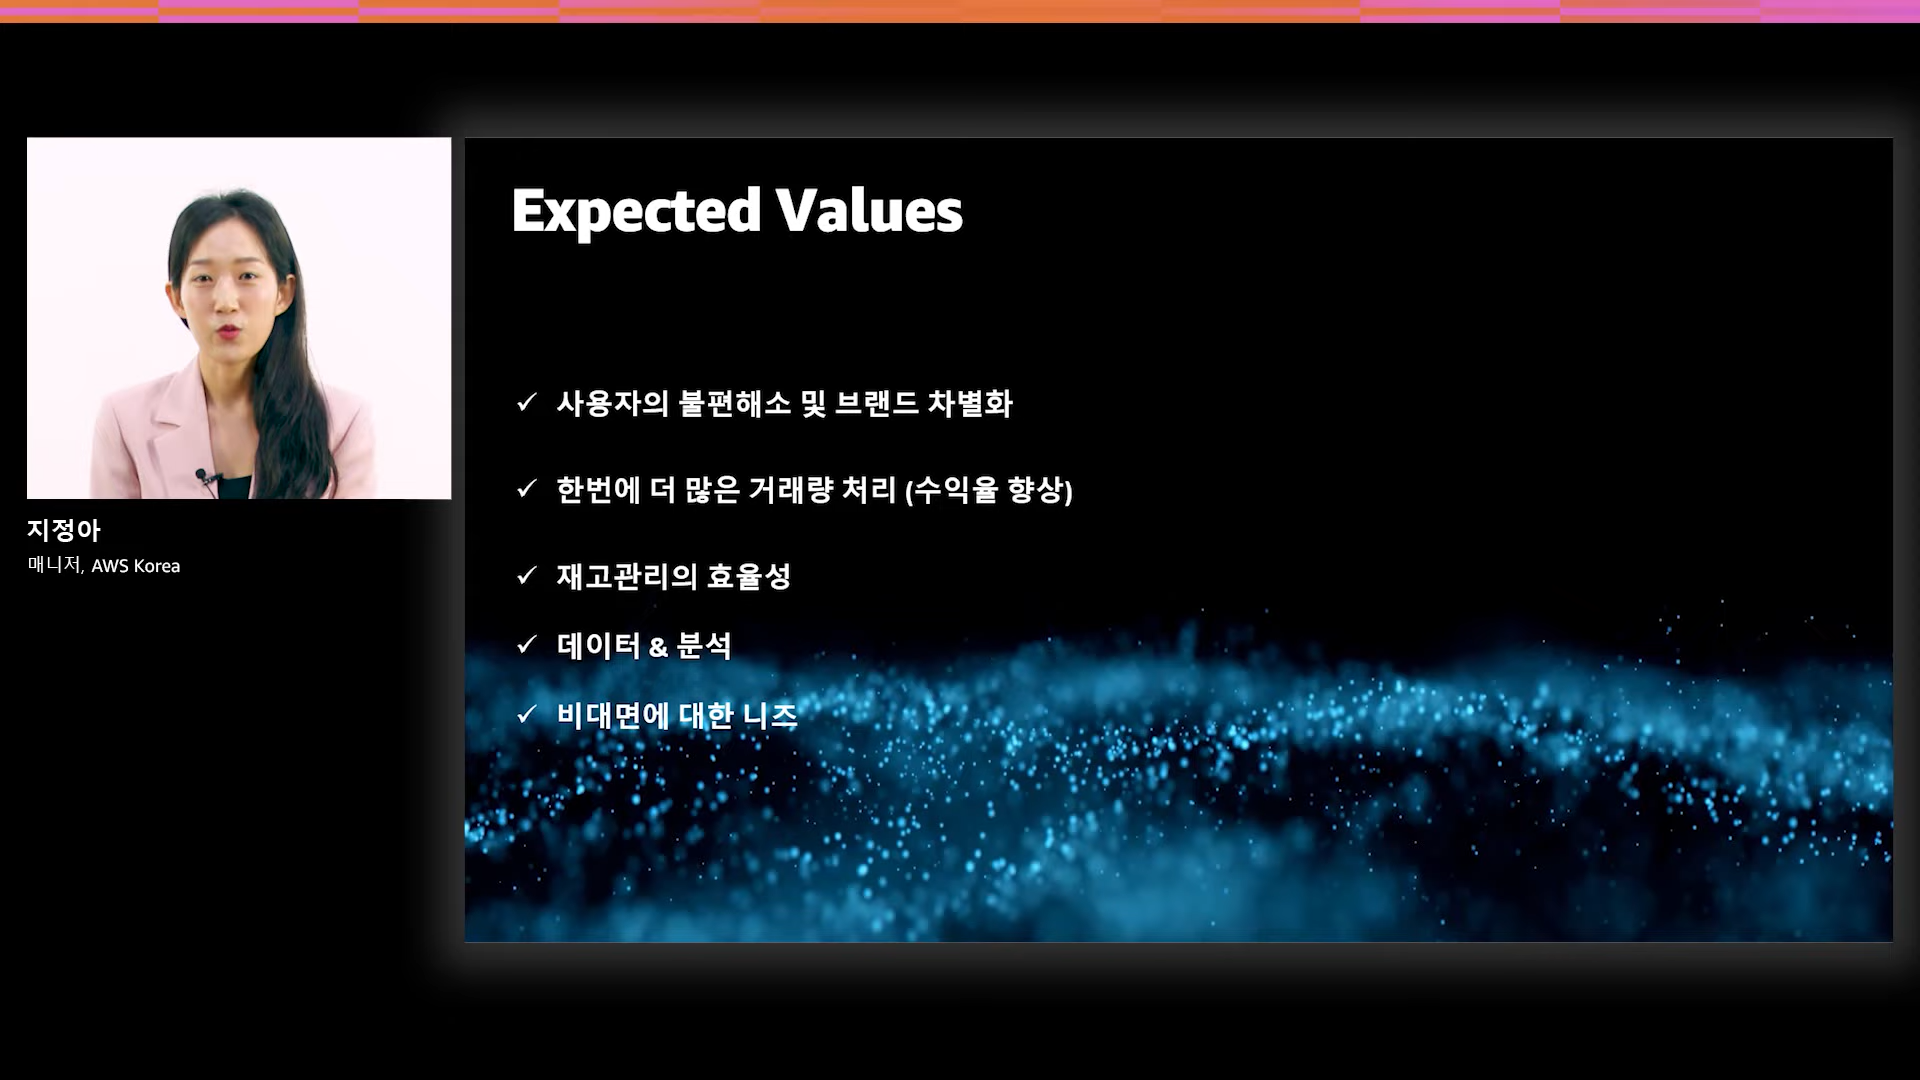 Expected Values
✓ 사용자의 불편해소 및 브랜드 차별화
✓ 한번에 더 많은 거래량 처리 (수익율 향상)
✓ 재고관리의 효율성
✓ 데이터 & 분석
✓ 비대면에 대한 니즈
지정아
매니저, AWS Korea